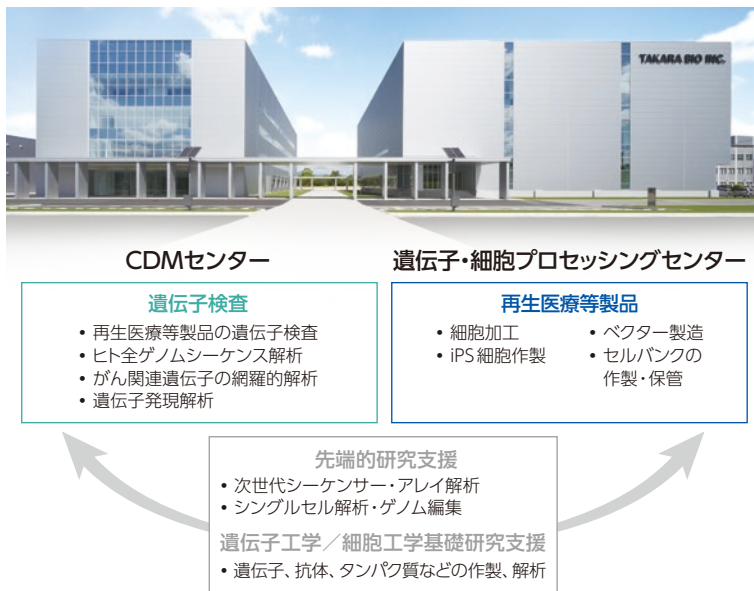 TAKARA BIO INC.
CDMセンター
遺伝子・細胞プロセッシングセンター
遺伝子検査
• 再生医療等製品の遺伝子検査
• ヒト全ゲノムシーケンス解析
• がん関連遺伝子の網羅的解析
• 遺伝子発現解析
再生医療等製品
• 細胞加工
• iPS細胞作製
• ベクター製造
• セルバンクの
作製・保管
先端的研究支援
• 次世代シーケンサー・アレイ解析
• シングルセル解析・ゲノム編集
遺伝子工学／細胞工学基礎研究支援
• 遺伝子、抗体、タンパク質などの作製、解析